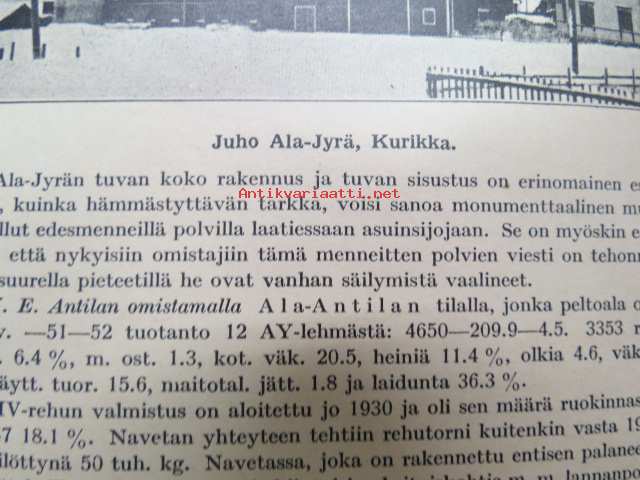 Juho Ala-Jyrä, Kurikka.
Ala-Jyrän tuvan koko rakennus ja tuvan sisustus on erinomainen es
Antikvariaatti.net
, kuinka hämmästyttävän tarkka, voisi sanoa monumenttaalinen mu
llut edesmenneillä polvilla laatiessaan asuinsijojaan. Se on myöskin e
että nykyisiin omistajiin tämä menneitten polvien viesti on tehonn
suurella pieteetillä he ovat vanhan säilymistä vaalineet.
. E. Antilan omistamalla Ala-Antilan tilalla, jonka peltoala o
v. —51—52 tuotanto 12 AY-lehmästä: 4650—209.9—4.5. 3353 r
. 6.4 %, m. ost. 1.3, kot. väk. 20.5, heiniä 11.4 %, olkia 4.6, väk
äytt. tuor. 15.6, maitotal. jätt. 1.8 ja laidunta 36.3 %.
IV-rehun valmistus on aloitettu jo 1930 ja oli sen määrä ruokinnas
7 18.1 %. Navetan yhteyteen tehtiin rehutorni kuitenkin vasta 19
ilöttynä 50 tuh. kg. Navetassa, joka on rakennettu entisen palanee
m. m. lannanpo